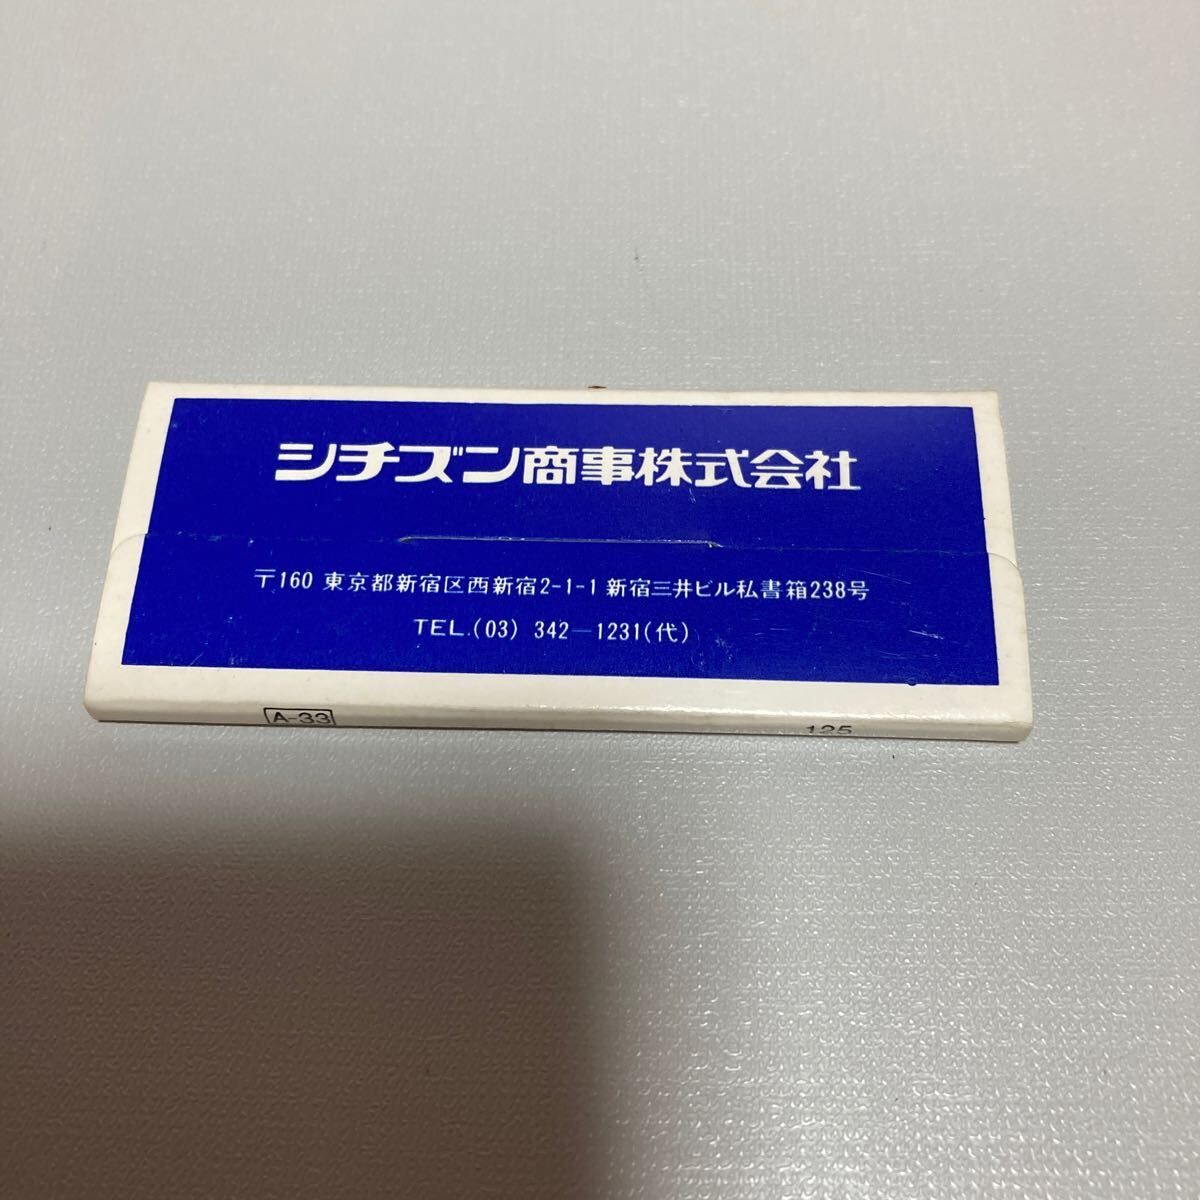 シチズン商事株式会社
〒160 東京都新宿区西新宿2-1-1 新宿三井ビル私書箱238号
TEL.(03) 342-1231(代)
A-33
125